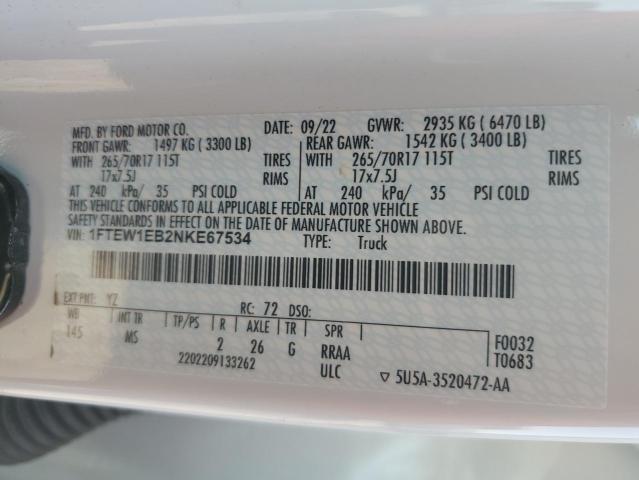 MFD. BY FORD MOTOR CO. DATE: 09/22 GVWR: 2935 KG ( 6470 LB)
FRONT GAWR: 1497 KG ( 3300 LB) REAR GAWR: 1542 KG ( 3400 LB)
WITH 265/70R17 115T TIRES WITH 265/70R17 115T TIRES
17x7.5J RIMS 17x7.5J RIMS
AT 240 kPa/ 35 PSI COLD AT 240 kPa/ 35 PSI COLD
THIS VEHICLE CONFORMS TO ALL APPLICABLE FEDERAL MOTOR VEHICLE
SAFETY STANDARDS IN EFFECT ON THE DATE OF MANUFACTURE SHOWN ABOVE.
VIN: 1FTEW1EB2NKE67534 TYPE: Truck
EXT PNT: YZ RC: 72 DSO:
WB INT TR TP/PS R AXLE TR SPR F0032
145 MS 2 26 G RRAA T0683
2202209133262 ULC ▽ 5U5A-3520472-AA